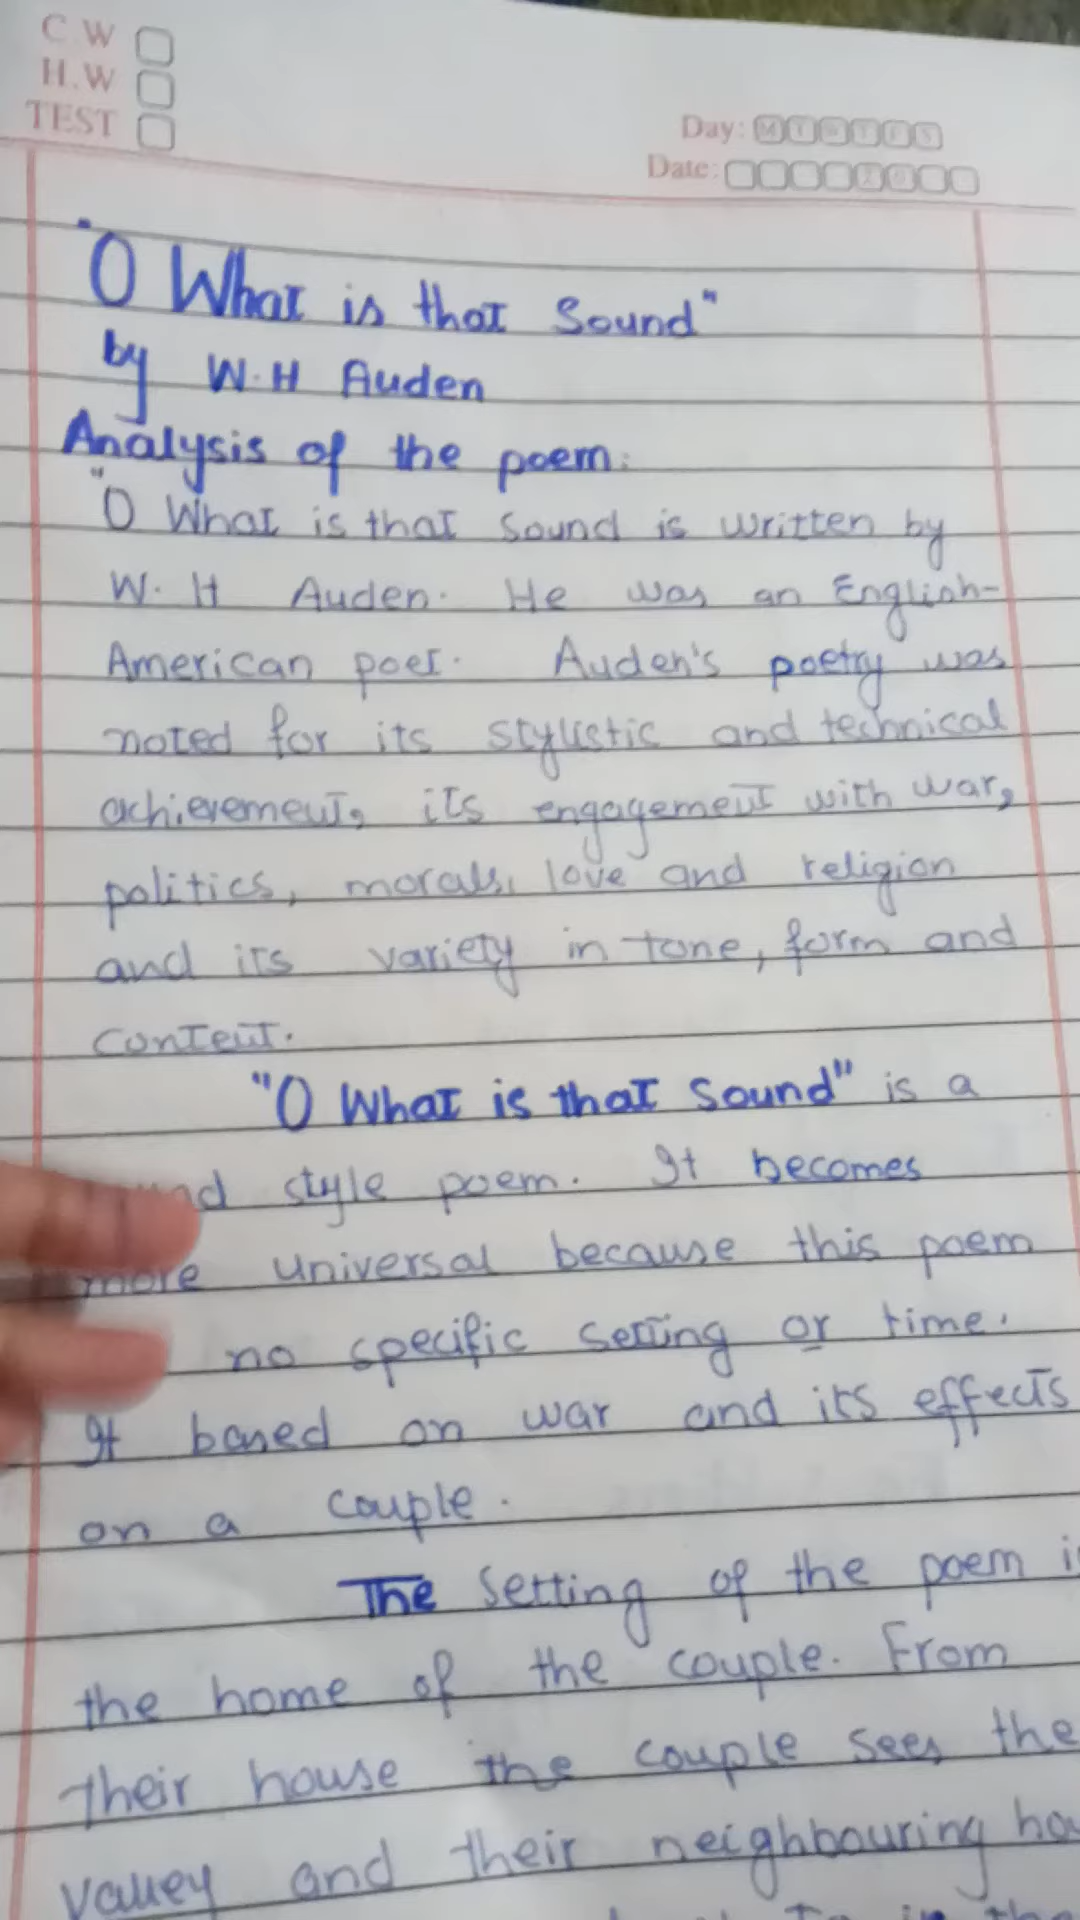 C.W
H.W
TEST
Day: M T W T F S
Date:
"O What is that Sound"
by W.H Auden
Analysis of the poem:
"O What is that Sound is written by
W. H Auden. He was an English-
American poet. Auden's poetry was
noted for its stylistic and technical
achievement, its engagement with war,
politics, morals, love and religion
and its variety in tone, form and
content.
"O What is that Sound" is a
style poem. It becomes
more universal because this poem
no specific setting or time.
It based on war and its effects
on a couple.
The Setting of the poem
the home of the couple. From
their house the couple sees the
valley and their neighbouring